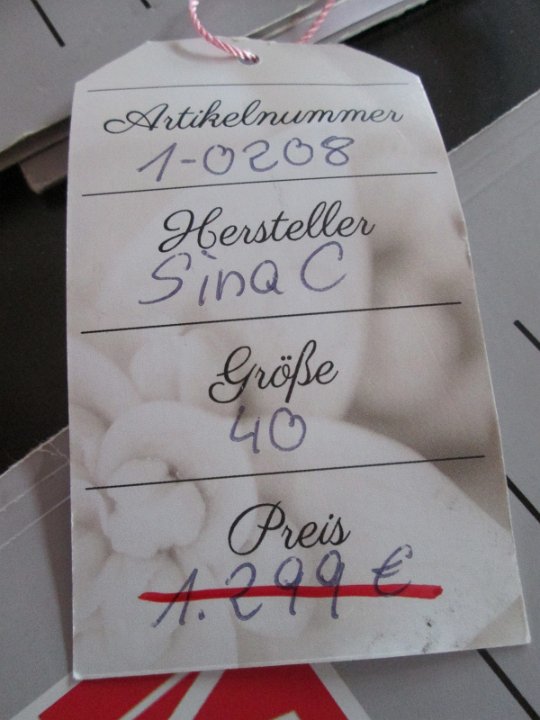 Artikelnummer
1-0208
Hersteller
Sina C
Größe
40
Preis
1.299 €